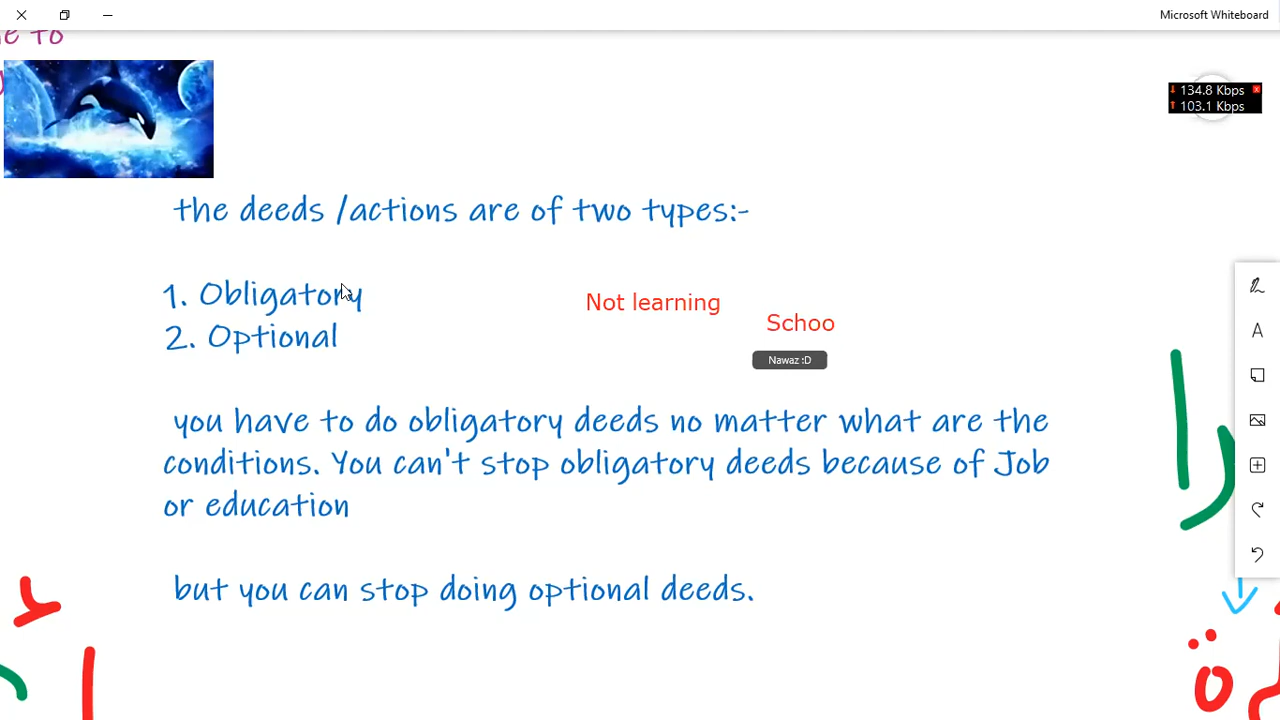 Microsoft Whiteboard
e to
134.8 Kbps
103.1 Kbps
the deeds /actions are of two types:-
1. Obligatory
Not learning
Schoo
2. Optional
Nawaz :D
you have to do obligatory deeds no matter what are the
conditions. You can't stop obligatory deeds because of Job
or education
but you can stop doing optional deeds.